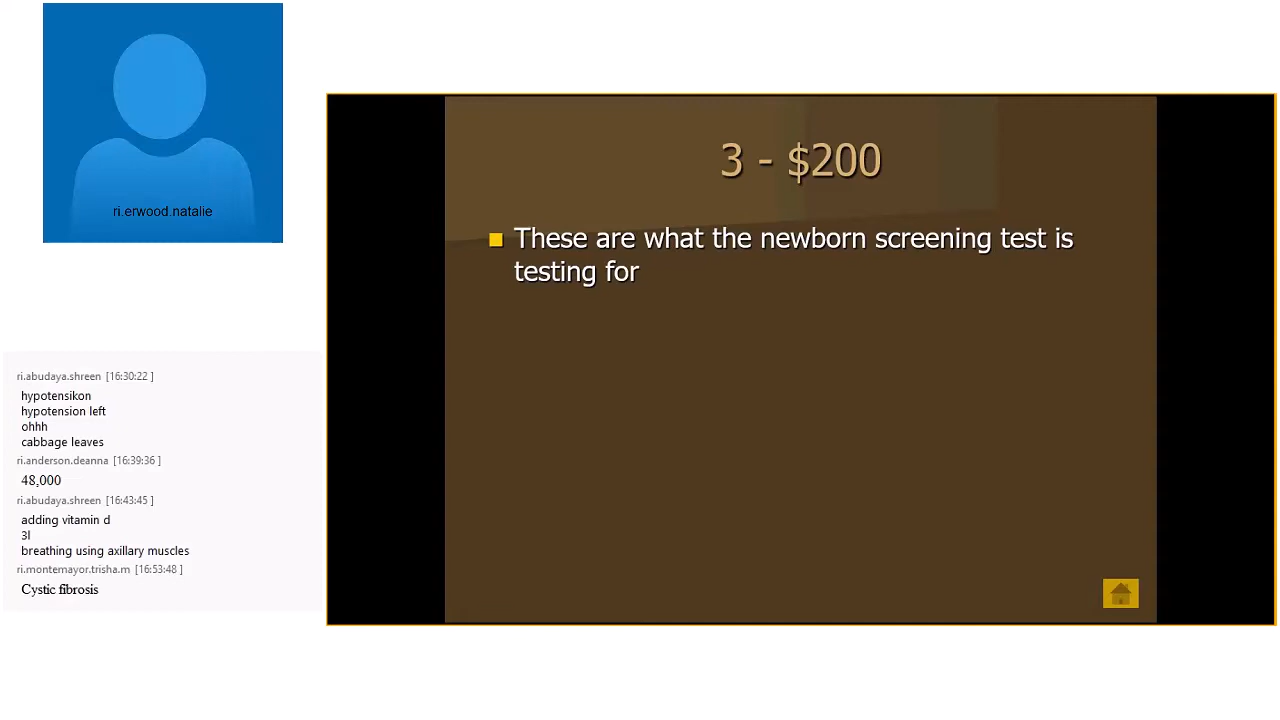 ri.erwood.natalie
3 - $200
These are what the newborn screening test is
testing for
ri.abudaya.shreen [16:30:22 ]
hypotensikon
hypotension left
ohhh
cabbage leaves
ri.anderson.deanna [16:39:36 ]
48,000
ri.abudaya.shreen [16:43:45 ]
adding vitamin d
3l
breathing using axillary muscles
ri.montemayor.trisha.m [16:53:48 ]
Cystic fibrosis